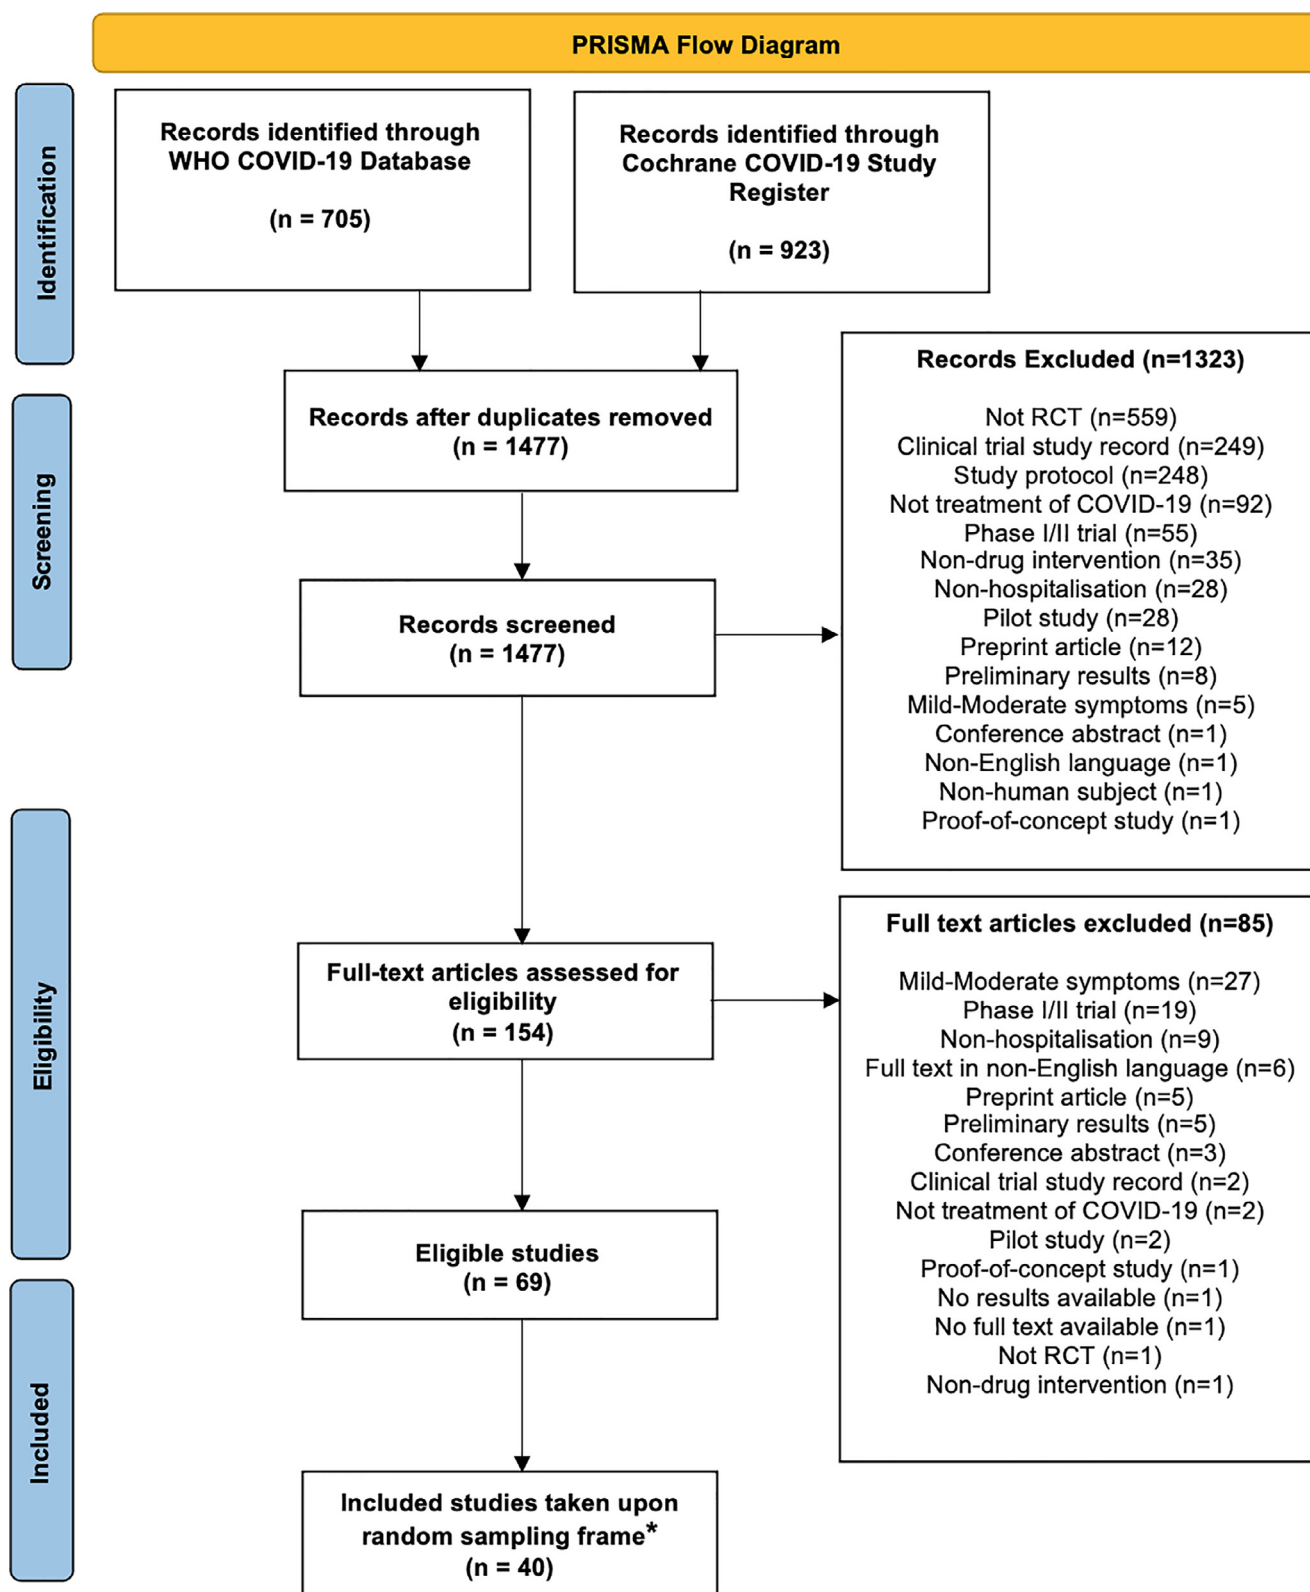 PRISMA Flow Diagram
Identification
Records identified through
WHO COVID-19 Database
(n = 705)
Records identified through
Cochrane COVID-19 Study
Register
(n = 923)
Screening
Records after duplicates removed
(n = 1477)
Records screened
(n = 1477)
Records Excluded (n=1323)
Not RCT (n=559)
Clinical trial study record (n=249)
Study protocol (n=248)
Not treatment of COVID-19 (n=92)
Phase I/II trial (n=55)
Non-drug intervention (n=35)
Non-hospitalisation (n=28)
Pilot study (n=28)
Preprint article (n=12)
Preliminary results (n=8)
Mild-Moderate symptoms (n=5)
Conference abstract (n=1)
Non-English language (n=1)
Non-human subject (n=1)
Proof-of-concept study (n=1)
Eligibility
Full-text articles assessed for
eligibility
(n = 154)
Full text articles excluded (n=85)
Mild-Moderate symptoms (n=27)
Phase I/II trial (n=19)
Non-hospitalisation (n=9)
Full text in non-English language (n=6)
Preprint article (n=5)
Preliminary results (n=5)
Conference abstract (n=3)
Clinical trial study record (n=2)
Not treatment of COVID-19 (n=2)
Pilot study (n=2)
Proof-of-concept study (n=1)
No results available (n=1)
No full text available (n=1)
Not RCT (n=1)
Non-drug intervention (n=1)
Eligible studies
(n = 69)
Included
Included studies taken upon
random sampling frame*
(n = 40)